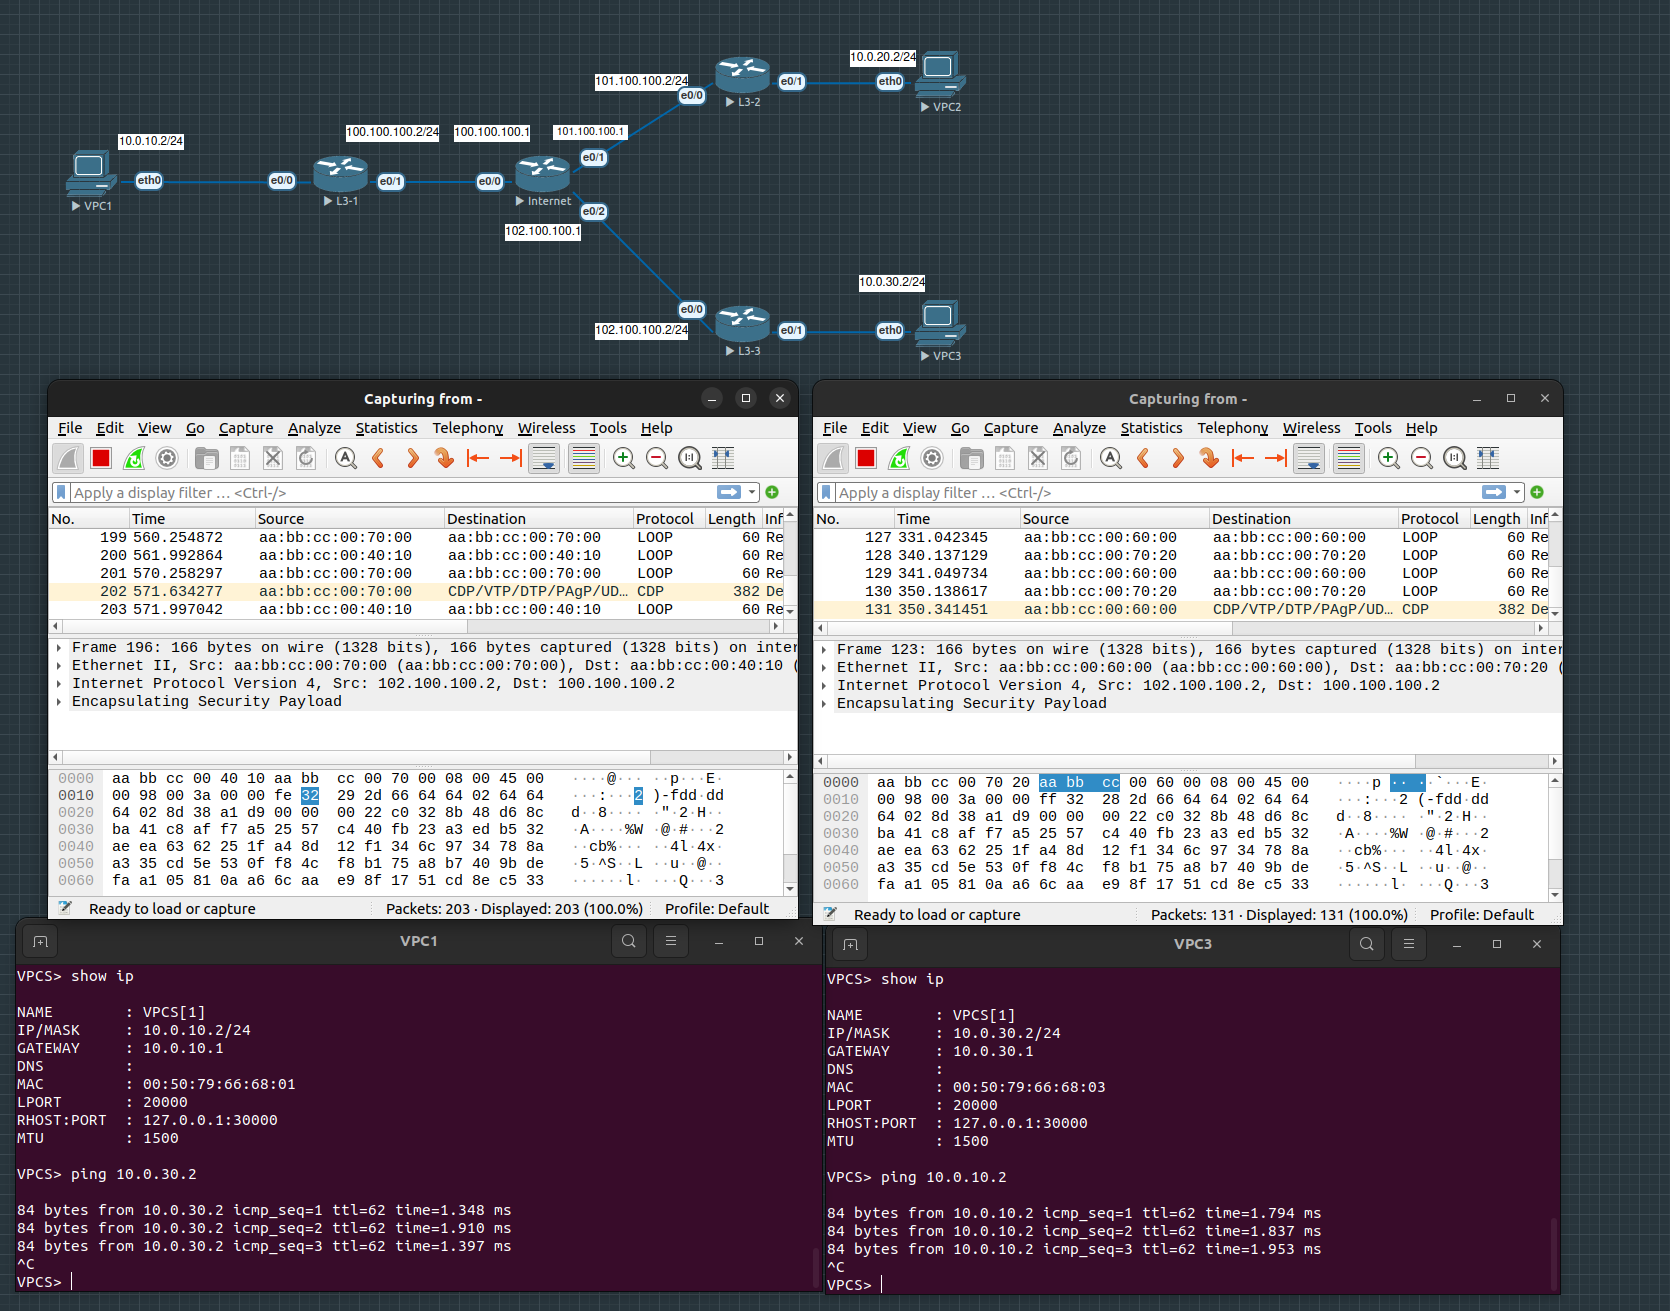 10.0.20.2/24
101.100.100.2/24
e0/0
e0/1
eth0
L3-2
VPC2
10.0.10.2/24
100.100.100.2/24
100.100.100.1
101.100.100.1
e0/1
eth0
e0/0
e0/1
e0/0
VPC1
L3-1
Internet
e0/2
102.100.100.1
10.0.30.2/24
e0/0
102.100.100.2/24
e0/1
eth0
L3-3
VPC3
Capturing from -
File Edit View Go Capture Analyze Statistics Telephony Wireless Tools Help
Apply a display filter … <Ctrl-/>
No. Time Source Destination Protocol Length Inf
199 560.254872 aa:bb:cc:00:70:00 aa:bb:cc:00:70:00 LOOP 60 Re
200 561.992864 aa:bb:cc:00:40:10 aa:bb:cc:00:40:10 LOOP 60 Re
201 570.258297 aa:bb:cc:00:70:00 aa:bb:cc:00:70:00 LOOP 60 Re
202 571.634277 aa:bb:cc:00:70:00 CDP/VTP/DTP/PAgP/UD… CDP 382 De
203 571.997042 aa:bb:cc:00:40:10 aa:bb:cc:00:40:10 LOOP 60 Re
Frame 196: 166 bytes on wire (1328 bits), 166 bytes captured (1328 bits) on inter
Ethernet II, Src: aa:bb:cc:00:70:00 (aa:bb:cc:00:70:00), Dst: aa:bb:cc:00:40:10 (
Internet Protocol Version 4, Src: 102.100.100.2, Dst: 100.100.100.2
Encapsulating Security Payload
0000 aa bb cc 00 40 10 aa bb cc 00 70 00 08 00 45 00 ····@··· ··p···E·
0010 00 98 00 3a 00 00 fe 32 29 2d 66 64 64 02 64 64 ···:···2 )-fdd·dd
0020 64 02 8d 38 a1 d9 00 00 00 22 c0 32 8b 48 d6 8c d··8···· ·"·2·H··
0030 ba 41 c8 af f7 a5 25 57 c4 40 fb 23 a3 ed b5 32 ·A····%W ·@·#···2
0040 ae ea 63 62 25 1f a4 8d 12 f1 34 6c 97 34 78 8a ··cb%··· ··4l·4x·
0050 a3 35 cd 5e 53 0f f8 4c f8 b1 75 a8 b7 40 9b de ·5·^S··L ··u··@··
0060 fa a1 05 81 0a a6 6c aa e9 8f 17 51 cd 8e c5 33 ······l· ···Q···3
Ready to load or capture Packets: 203 · Displayed: 203 (100.0%) Profile: Default
Capturing from -
File Edit View Go Capture Analyze Statistics Telephony Wireless Tools Help
Apply a display filter … <Ctrl-/>
No. Time Source Destination Protocol Length Inf
127 331.042345 aa:bb:cc:00:60:00 aa:bb:cc:00:60:00 LOOP 60 Re
128 340.137129 aa:bb:cc:00:70:20 aa:bb:cc:00:70:20 LOOP 60 Re
129 341.049734 aa:bb:cc:00:60:00 aa:bb:cc:00:60:00 LOOP 60 Re
130 350.138617 aa:bb:cc:00:70:20 aa:bb:cc:00:70:20 LOOP 60 Re
131 350.341451 aa:bb:cc:00:60:00 CDP/VTP/DTP/PAgP/UD… CDP 382 De
Frame 123: 166 bytes on wire (1328 bits), 166 bytes captured (1328 bits) on inter
Ethernet II, Src: aa:bb:cc:00:60:00 (aa:bb:cc:00:60:00), Dst: aa:bb:cc:00:70:20 (
Internet Protocol Version 4, Src: 102.100.100.2, Dst: 100.100.100.2
Encapsulating Security Payload
0000 aa bb cc 00 70 20 aa bb cc 00 60 00 08 00 45 00 ····p ·· ··`···E·
0010 00 98 00 3a 00 00 ff 32 28 2d 66 64 64 02 64 64 ···:···2 (-fdd·dd
0020 64 02 8d 38 a1 d9 00 00 00 22 c0 32 8b 48 d6 8c d··8···· ·"·2·H··
0030 ba 41 c8 af f7 a5 25 57 c4 40 fb 23 a3 ed b5 32 ·A····%W ·@·#···2
0040 ae ea 63 62 25 1f a4 8d 12 f1 34 6c 97 34 78 8a ··cb%··· ··4l·4x·
0050 a3 35 cd 5e 53 0f f8 4c f8 b1 75 a8 b7 40 9b de ·5·^S··L ··u··@··
0060 fa a1 05 81 0a a6 6c aa e9 8f 17 51 cd 8e c5 33 ······l· ···Q···3
Ready to load or capture Packets: 131 · Displayed: 131 (100.0%) Profile: Default
VPC1
VPCS> show ip
NAME : VPCS[1]
IP/MASK : 10.0.10.2/24
GATEWAY : 10.0.10.1
DNS :
MAC : 00:50:79:66:68:01
LPORT : 20000
RHOST:PORT : 127.0.0.1:30000
MTU : 1500
VPCS> ping 10.0.30.2
84 bytes from 10.0.30.2 icmp_seq=1 ttl=62 time=1.348 ms
84 bytes from 10.0.30.2 icmp_seq=2 ttl=62 time=1.910 ms
84 bytes from 10.0.30.2 icmp_seq=3 ttl=62 time=1.397 ms
^C
VPCS>
VPC3
VPCS> show ip
NAME : VPCS[1]
IP/MASK : 10.0.30.2/24
GATEWAY : 10.0.30.1
DNS :
MAC : 00:50:79:66:68:03
LPORT : 20000
RHOST:PORT : 127.0.0.1:30000
MTU : 1500
VPCS> ping 10.0.10.2
84 bytes from 10.0.10.2 icmp_seq=1 ttl=62 time=1.794 ms
84 bytes from 10.0.10.2 icmp_seq=2 ttl=62 time=1.837 ms
84 bytes from 10.0.10.2 icmp_seq=3 ttl=62 time=1.953 ms
^C
VPCS>